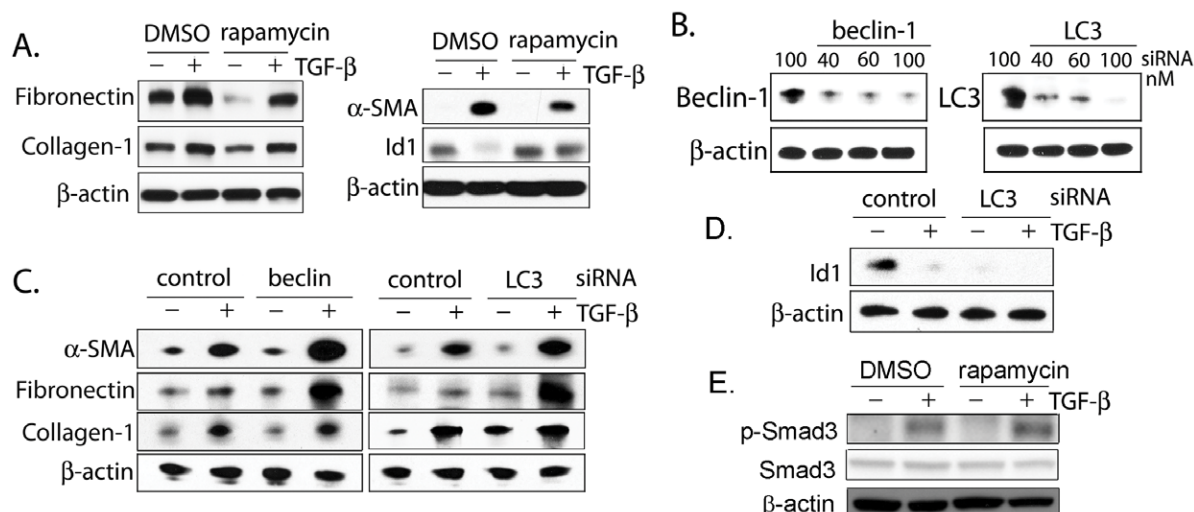 A.
DMSO rapamycin
− + − + TGF-β
Fibronectin
Collagen-1
β-actin
DMSO rapamycin
− + − + TGF-β
α-SMA
Id1
β-actin
B.
beclin-1
100 40 60 100
Beclin-1
β-actin
LC3
100 40 60 100 siRNA
nM
LC3
C.
control beclin control LC3 siRNA
− + − + − + − + TGF-β
α-SMA
Fibronectin
Collagen-1
β-actin
D.
control LC3 siRNA
− + − + TGF-β
Id1
β-actin
E.
DMSO rapamycin
− + − + TGF-β
p-Smad3
Smad3
β-actin